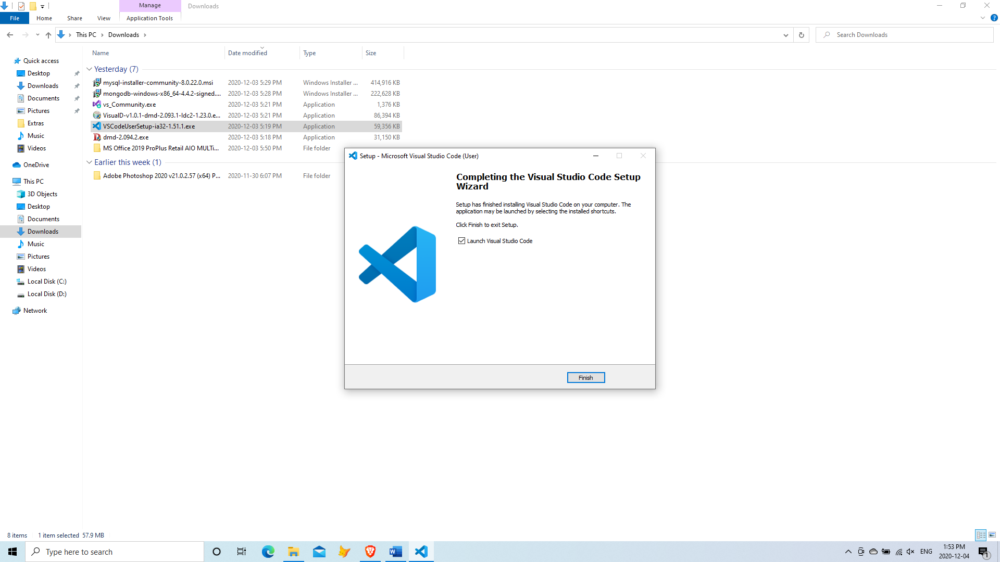 Manage
Downloads
File
Home
Share
View
Application Tools
?
This PC
Downloads
Search Downloads
Name
Date modified
Type
Size
Quick access
Desktop
Downloads
Documents
Pictures
Extras
Music
Videos
OneDrive
This PC
3D Objects
Desktop
Documents
Downloads
Music
Pictures
Videos
Local Disk (C:)
Local Disk (D:)
Network
Yesterday (7)
mysql-installer-community-8.0.22.0.msi 2020-12-03 5:29 PM Windows Installer ... 414,916 KB
mongodb-windows-x86_64-4.4.2-signed.... 2020-12-03 5:28 PM Windows Installer ... 222,628 KB
vs_Community.exe 2020-12-03 5:21 PM Application 1,376 KB
VisualD-v1.0.1-dmd-2.093.1-ldc2-1.23.0.e... 2020-12-03 5:21 PM Application 86,394 KB
VSCodeUserSetup-ia32-1.51.1.exe 2020-12-03 5:19 PM Application 59,356 KB
dmd-2.094.2.exe 2020-12-03 5:18 PM Application 31,150 KB
MS Office 2019 ProPlus Retail AIO MULTi... 2020-12-03 5:50 PM File folder
Earlier this week (1)
Adobe Photoshop 2020 v21.0.2.57 (x64) P... 2020-11-30 6:07 PM File folder
Setup - Microsoft Visual Studio Code (User)
Completing the Visual Studio Code Setup
Wizard
Setup has finished installing Visual Studio Code on your computer. The
application may be launched by selecting the installed shortcuts.
Click Finish to exit Setup.
Launch Visual Studio Code
Finish
8 items
1 item selected 57.9 MB
Type here to search
W
ENG
1:53 PM
2020-12-04
1